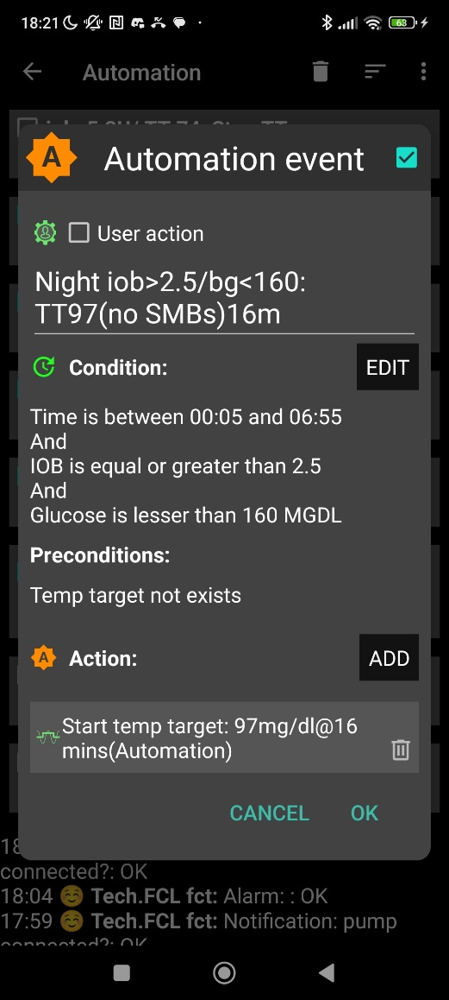 18:21
63
Automation
Automation event
A
User action
Night iob>2.5/bg<160:
TT97(no SMBs)16m
Condition:
EDIT
Time is between 00:05 and 06:55
And
IOB is equal or greater than 2.5
And
Glucose is lesser than 160 MGDL
Preconditions:
Temp target not exists
A
Action:
ADD
Start temp target: 97mg/dl@16
mins(Automation)
CANCEL
OK
18
connected?: OK
18:04 ☺️ Tech.FCL fct: Alarm: : OK
17:59 ☺️ Tech.FCL fct: Notification: pump
connected?: OK